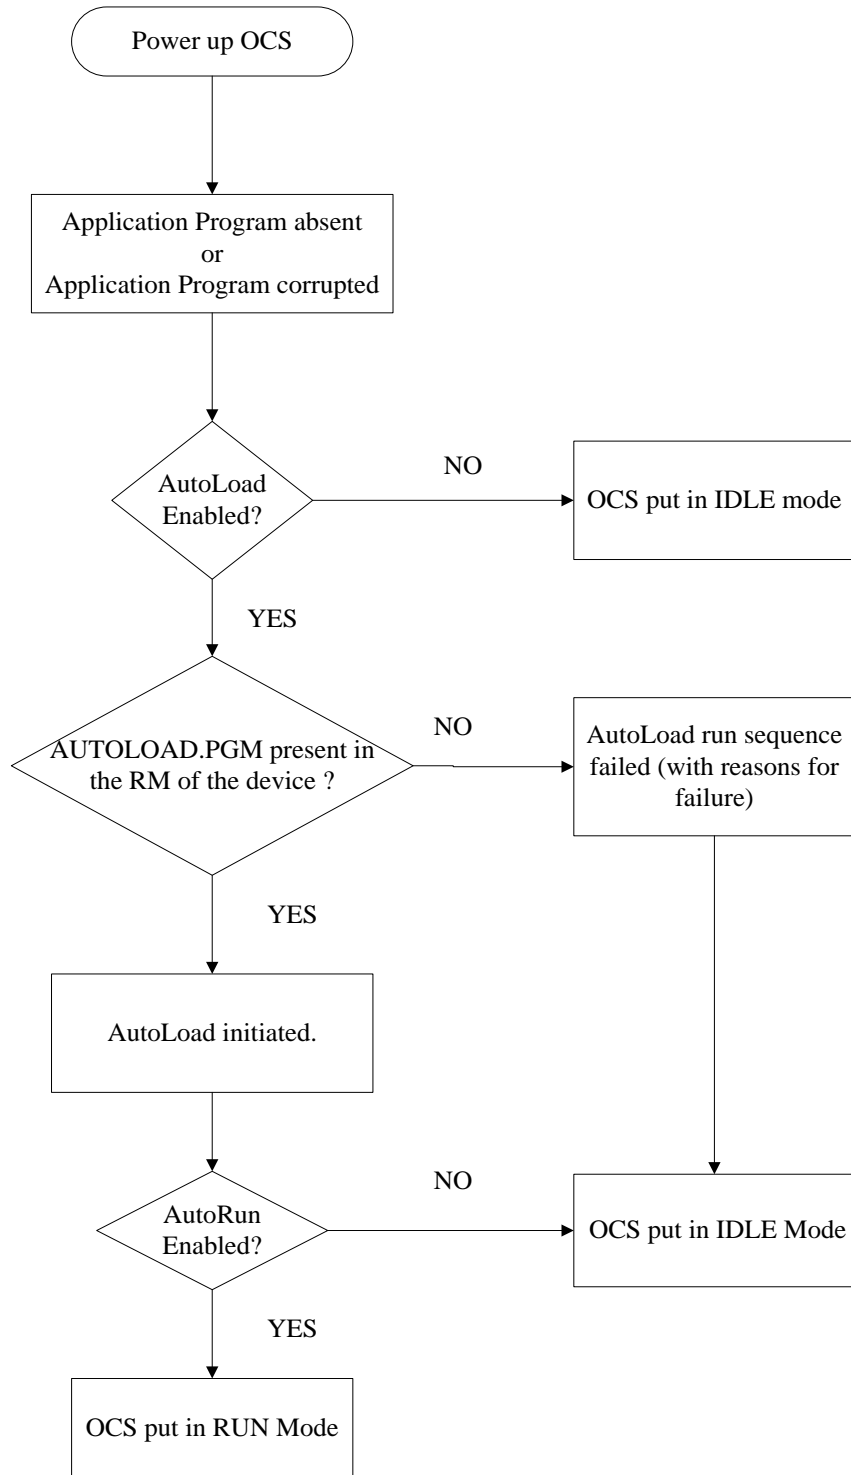 Power up OCS
Application Program absent
or
Application Program corrupted
AutoLoad
Enabled?
NO
OCS put in IDLE mode
YES
AUTOLOAD.PGM present in
the RM of the device ?
NO
AutoLoad run sequence
failed (with reasons for
failure)
YES
AutoLoad initiated.
AutoRun
Enabled?
NO
OCS put in IDLE Mode
YES
OCS put in RUN Mode